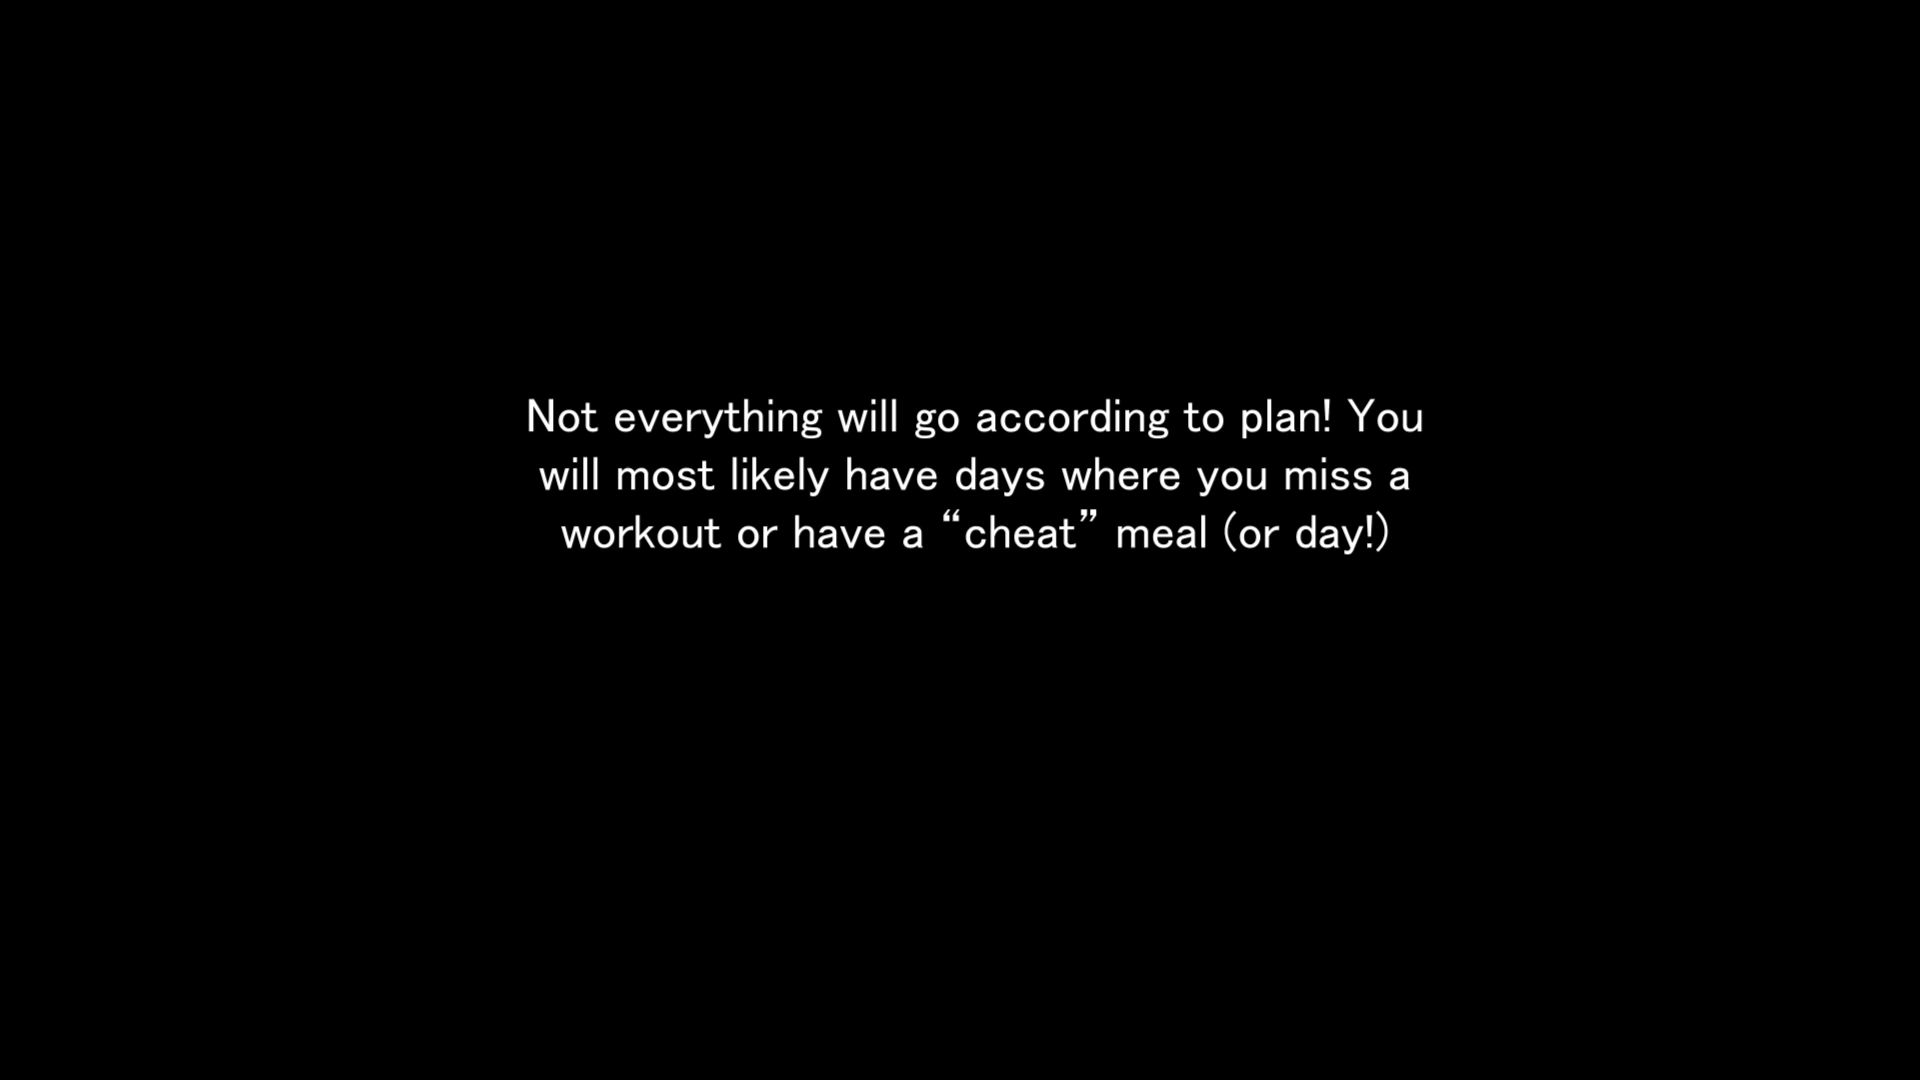 Not everything will go according to plan! You
will most likely have days where you miss a
workout or have a “cheat” meal (or day!)